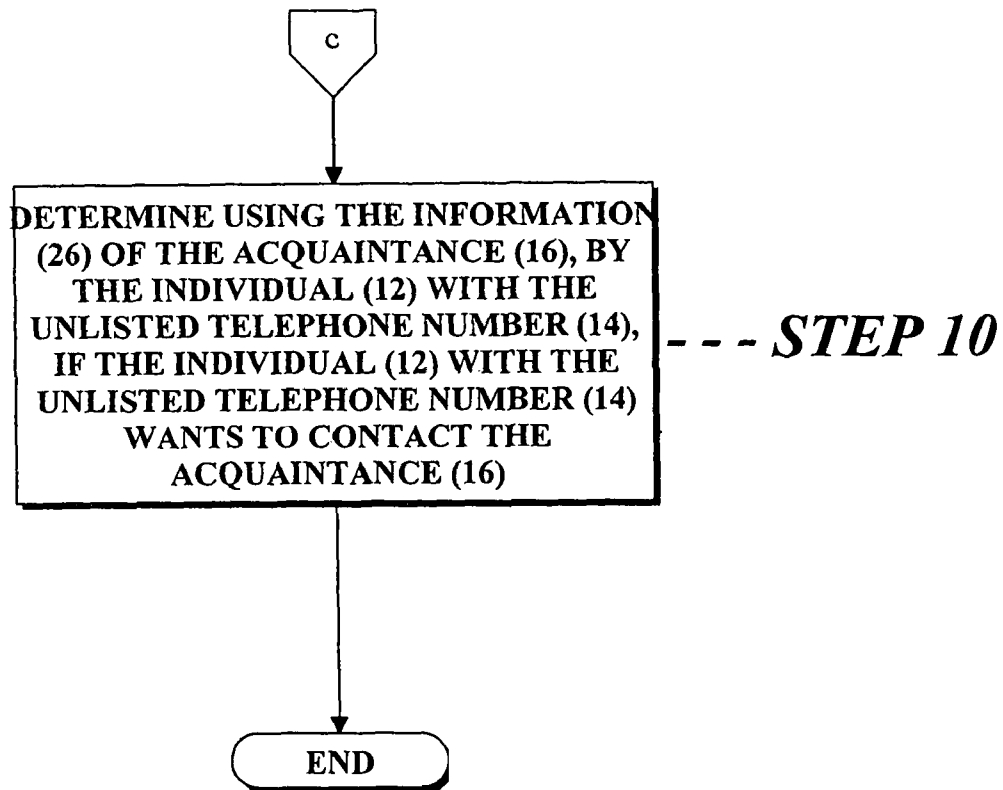 c
DETERMINE USING THE INFORMATION
(26) OF THE ACQUAINTANCE (16), BY
THE INDIVIDUAL (12) WITH THE
UNLISTED TELEPHONE NUMBER (14),
IF THE INDIVIDUAL (12) WITH THE
UNLISTED TELEPHONE NUMBER (14)
WANTS TO CONTACT THE
ACQUAINTANCE (16)
- - - STEP 10
END